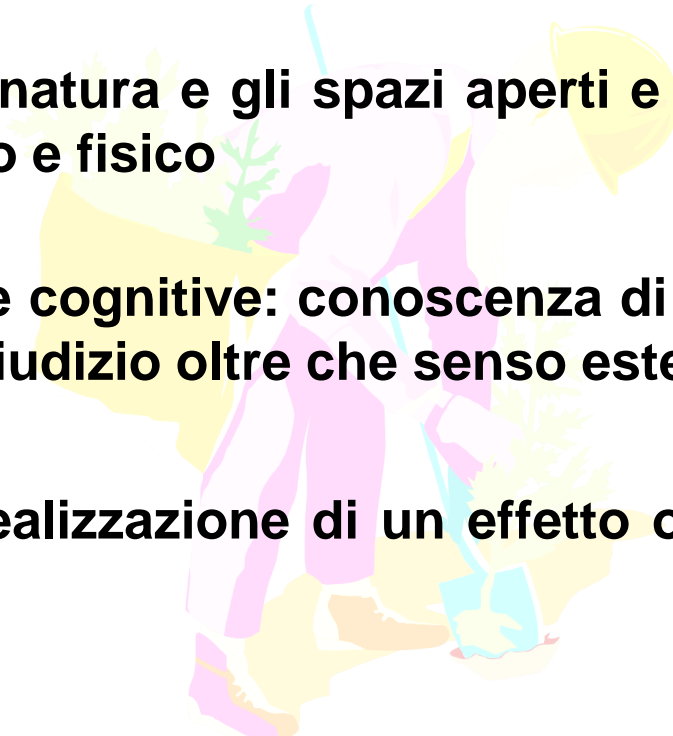 natura e gli spazi aperti e
o e fisico
e cognitive: conoscenza di
iudizio oltre che senso este
ealizzazione di un effetto